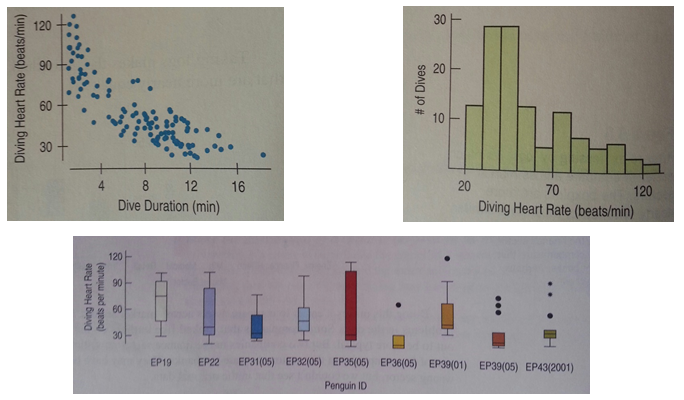 Diving Heart Rate (beats/min)
120
90
60
30
4 8 12 16
Dive Duration (min)
# of Dives
30
20
10
20 70 120
Diving Heart Rate (beats/min)
Diving Heart Rate
(beats per minute)
120
90
60
30
EP19 EP22 EP31(05) EP32(05) EP35(05) EP36(05) EP39(01) EP39(05) EP43(2001)
Penguin ID